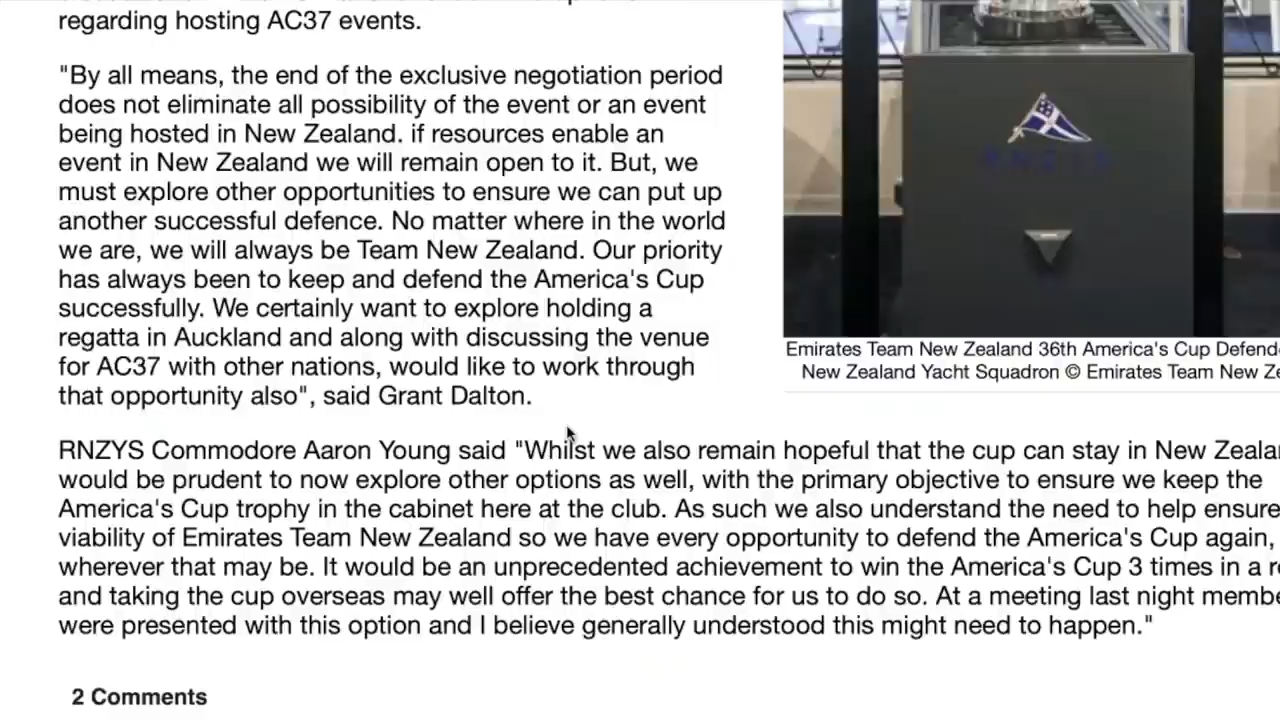 regarding hosting AC37 events.
"By all means, the end of the exclusive negotiation period
does not eliminate all possibility of the event or an event
being hosted in New Zealand. if resources enable an
event in New Zealand we will remain open to it. But, we
must explore other opportunities to ensure we can put up
another successful defence. No matter where in the world
we are, we will always be Team New Zealand. Our priority
has always been to keep and defend the America's Cup
successfully. We certainly want to explore holding a
regatta in Auckland and along with discussing the venue
for AC37 with other nations, would like to work through
that opportunity also", said Grant Dalton.
Emirates Team New Zealand 36th America's Cup
New Zealand Yacht Squadron © Emirates Team New
RNZYS Commodore Aaron Young said "Whilst we also remain hopeful that the cup can stay in New
would be prudent to now explore other options as well, with the primary objective to ensure we keep the
America's Cup trophy in the cabinet here at the club. As such we also understand the need to help ensure
viability of Emirates Team New Zealand so we have every opportunity to defend the America's Cup again,
wherever that may be. It would be an unprecedented achievement to win the America's Cup 3 times in a
and taking the cup overseas may well offer the best chance for us to do so. At a meeting last night
were presented with this option and I believe generally understood this might need to happen."
2 Comments